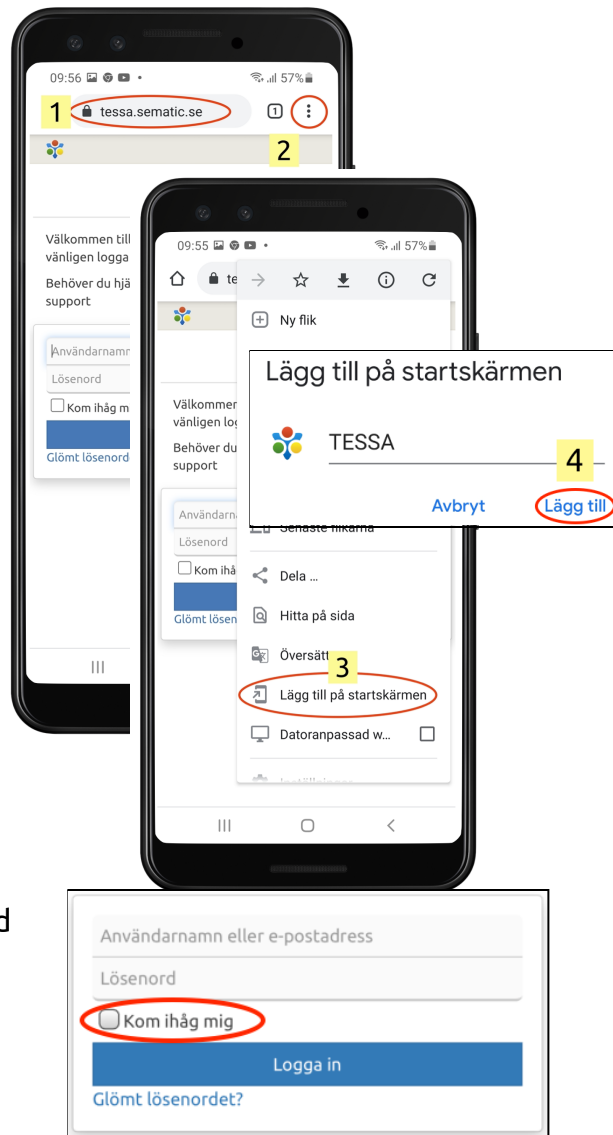 09:56 57%
1 tessa.sematic.se 1
2
Välkommen till
vänligen logga
Behöver du hjä
support
Användarnamn
Lösenord
Kom ihåg m
Glömt lösenord
09:55 57%
te
Ny flik
Välkommen
vänligen log
Behöver du
support
Användarna
Lösenord
Kom ihå
Glömt lösen
Lägg till på startskärmen
TESSA
4
Avbryt Lägg till
Senaste flikarna
Dela ...
Hitta på sida
Översätt
3
Lägg till på startskärmen
Datoranpassad w...
d
Användarnamn eller e-postadress
Lösenord
Kom ihåg mig
Logga in
Glömt lösenordet?